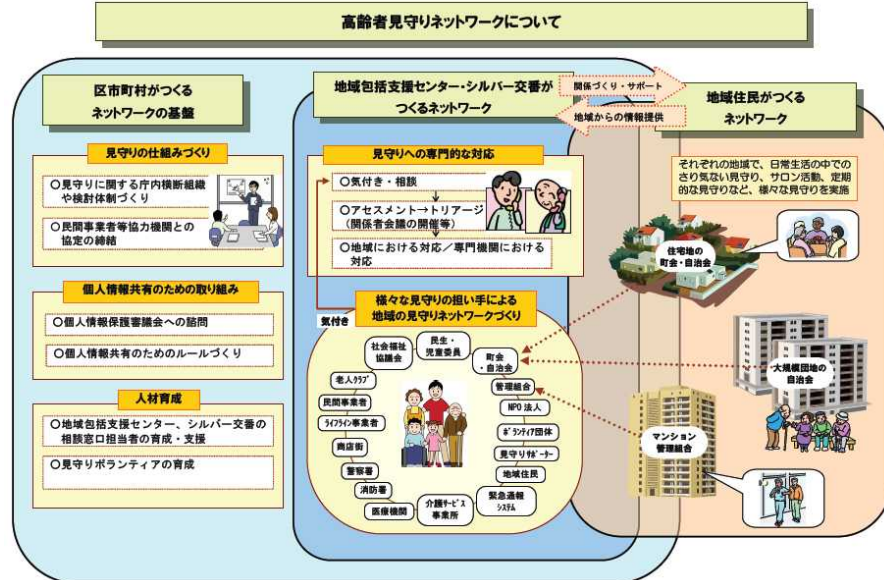 高齢者見守りネットワークについて
区市町村がつくる
ネットワークの基盤
見守りの仕組みづくり
○見守りに関する庁内横断組織
や検討体制づくり
○民間事業者等協力機関との
協定の締結
個人情報共有のための取り組み
○個人情報保護審議会への諮問
○個人情報共有のためのルールづくり
人材育成
○地域包括支援センター、シルバー交番の
相談窓口担当者の育成・支援
○見守りボランティアの育成
地域包括支援センター・シルバー交番が
つくるネットワーク
見守りへの専門的な対応
○気付き・相談
○アセスメント→トリアージ
(関係者会議の開催等)
○地域における対応/専門機関における
対応
様々な見守りの担い手による
地域の見守りネットワークづくり
気付き
民生・
児童委員
社会福祉
協議会
町会
・自治会
老人クラブ
管理組合
民間事業者
NPO 法人
ライフライン事業者
ボランティア団体
商店街
見守りサポーター
警察署
地域住民
消防署
緊急通報
システム
医療機関
介護サービス
事業所
関係づくり・サポート
地域からの情報提供
地域住民がつくる
ネットワーク
それぞれの地域で、日常生活の中での
さり気ない見守り、サロン活動、定期
的な見守りなど、様々な見守りを実施
住宅地の
町会・自治会
大規模団地の
自治会
マンション
管理組合